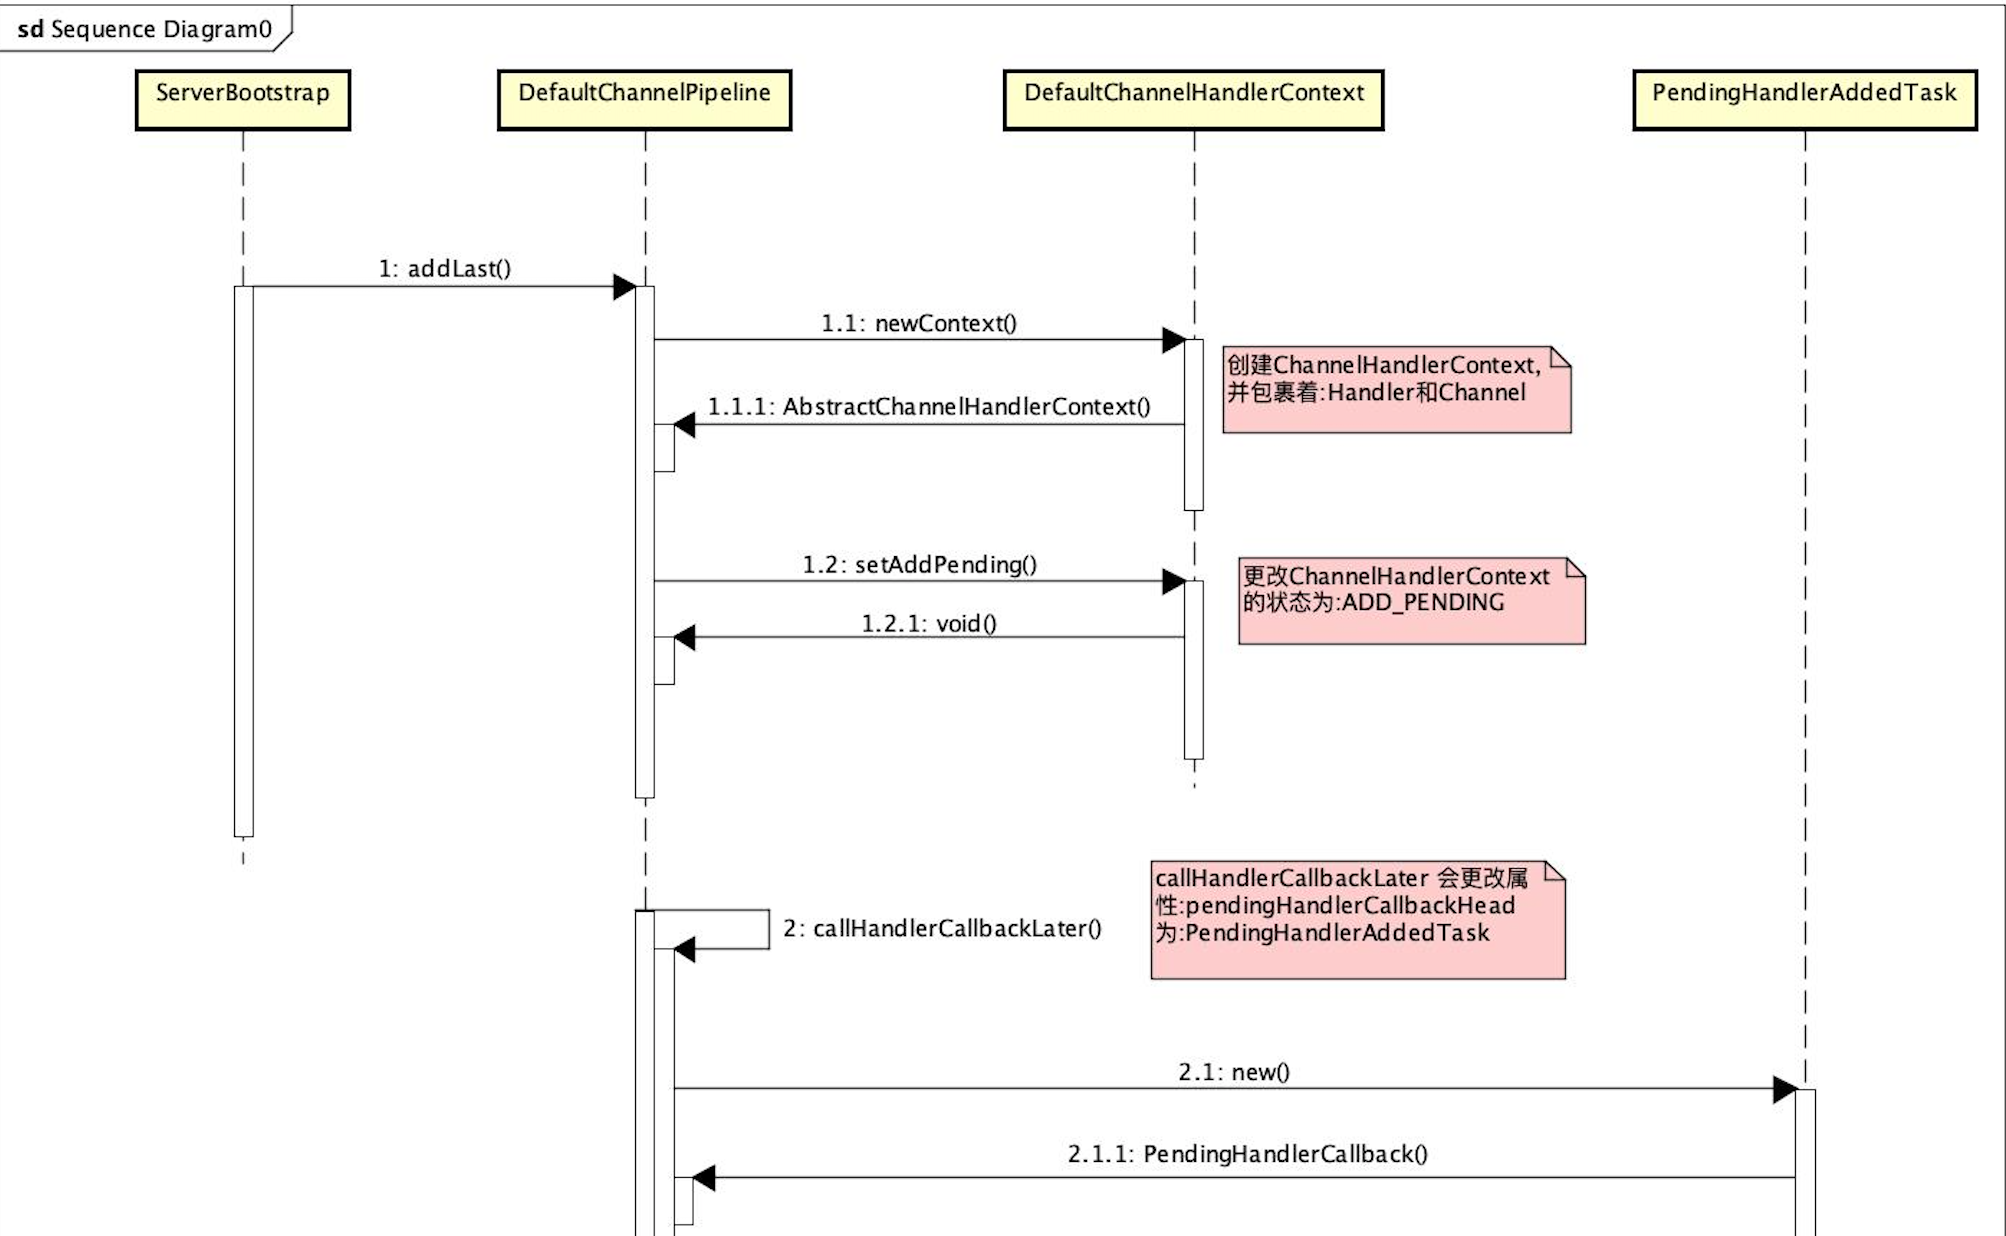 sd Sequence Diagram0
ServerBootstrap
DefaultChannelPipeline
DefaultChannelHandlerContext
PendingHandlerAddedTask
1: addLast()
1.1: newContext()
创建ChannelHandlerContext,
并包裹着:Handler和Channel
1.1.1: AbstractChannelHandlerContext()
1.2: setAddPending()
更改ChannelHandlerContext
的状态为:ADD_PENDING
1.2.1: void()
callHandlerCallbackLater 会更改属
性:pendingHandlerCallbackHead
为:PendingHandlerAddedTask
2: callHandlerCallbackLater()
2.1: new()
2.1.1: PendingHandlerCallback()